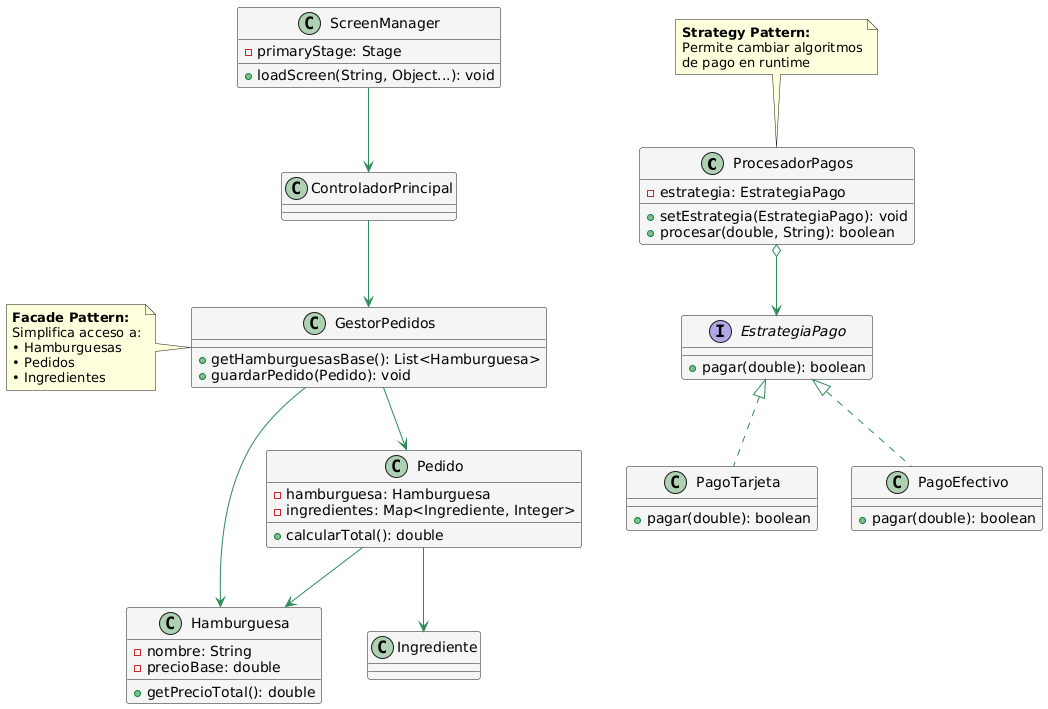 C ScreenManager
primaryStage: Stage
loadScreen(String, Object...): void
C ControladorPrincipal
Facade Pattern:
Simplifica acceso a:
• Hamburguesas
• Pedidos
• Ingredientes
C GestorPedidos
getHamburguesasBase(): List<Hamburguesa>
guardarPedido(Pedido): void
C Pedido
hamburguesa: Hamburguesa
ingredientes: Map<Ingrediente, Integer>
calcularTotal(): double
C Hamburguesa
nombre: String
precioBase: double
getPrecioTotal(): double
C Ingrediente
Strategy Pattern:
Permite cambiar algoritmos
de pago en runtime
C ProcesadorPagos
estrategia: EstrategiaPago
setEstrategia(EstrategiaPago): void
procesar(double, String): boolean
I EstrategiaPago
pagar(double): boolean
C PagoTarjeta
pagar(double): boolean
C PagoEfectivo
pagar(double): boolean